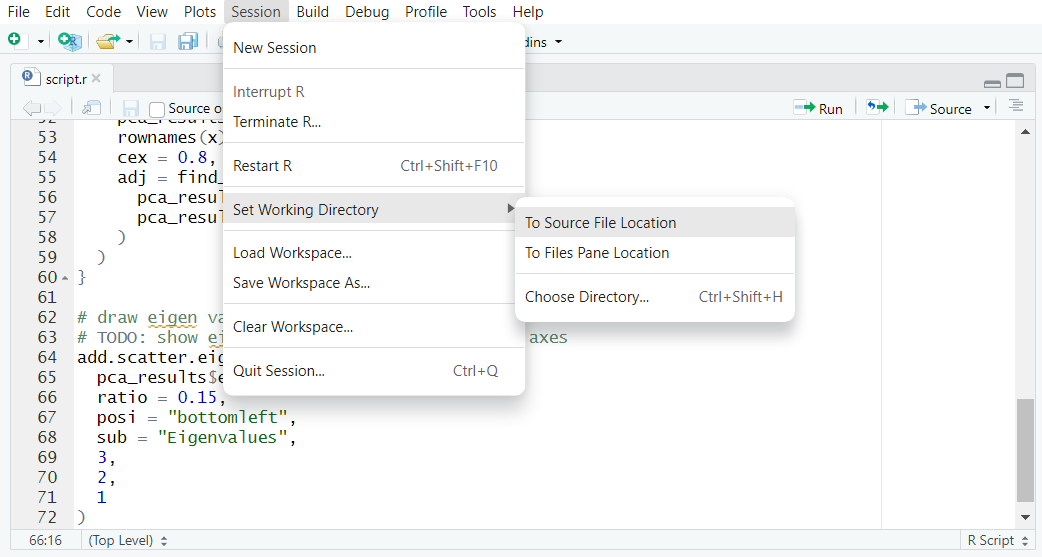 File Edit Code View Plots Session Build Debug Profile Tools Help
New Session
Interrupt R
Terminate R...
Restart R Ctrl+Shift+F10
Set Working Directory
Load Workspace...
Save Workspace As...
Clear Workspace...
Quit Session... Ctrl+Q
To Source File Location
To Files Pane Location
Choose Directory... Ctrl+Shift+H
script.r
Run Source
53 rownames(x)
54 cex = 0.8,
55 adj = find_
56 pca_resul
57 pca_resul
58 )
59 )
60 }
61
62 # draw eigen va
63 # TODO: show ei axes
64 add.scatter.eig
65 pca_results$e
66 ratio = 0.15,
67 posi = "bottomleft",
68 sub = "Eigenvalues",
69 3,
70 2,
71 1
72 )
66:16 (Top Level) R Script